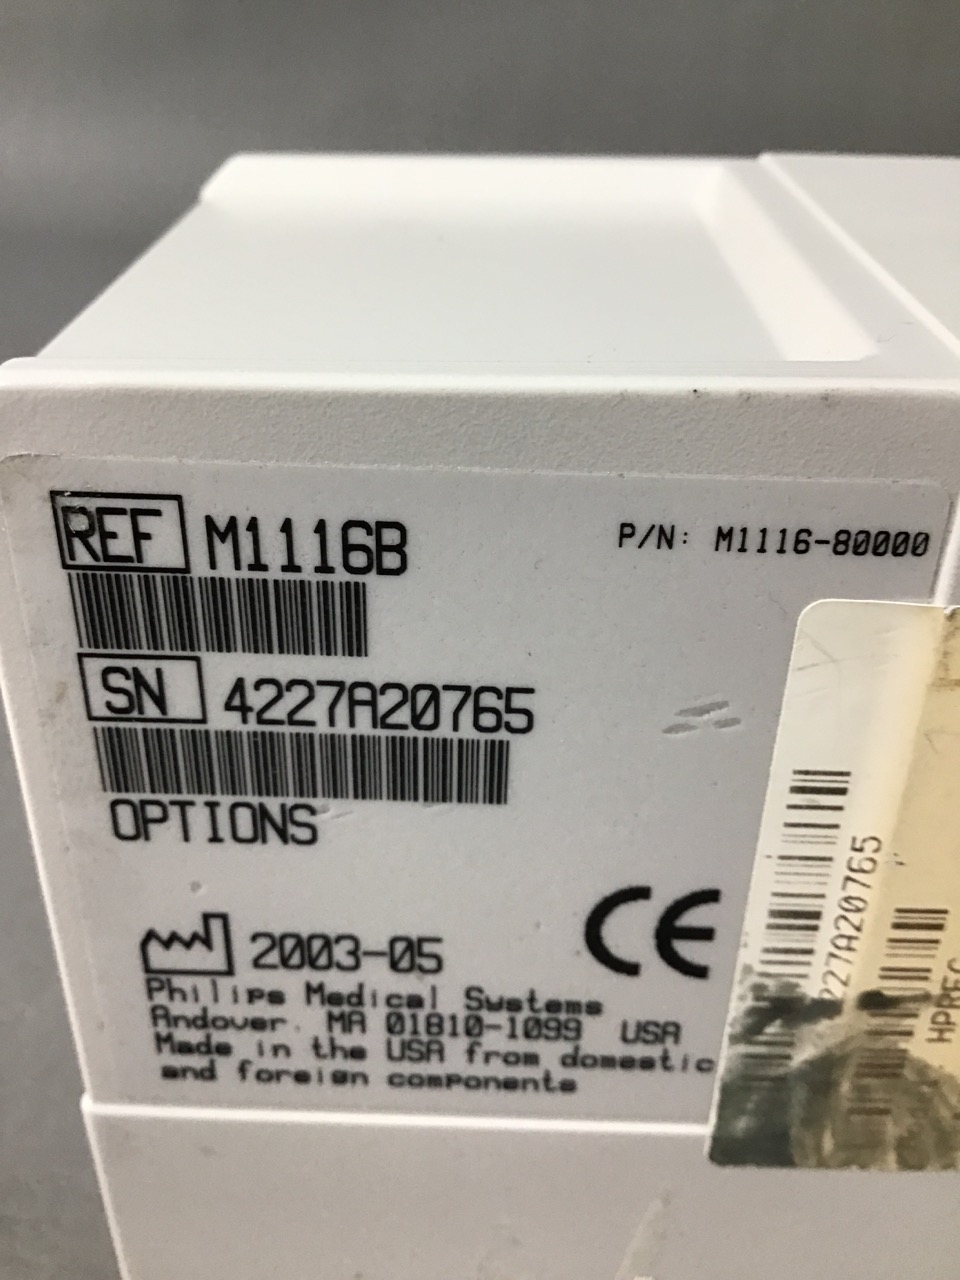 REF M1116B
P/N: M1116-80000
SN 4227A20765
OPTIONS
2003-05
CE
Philips Medical Systems
Andover, MA 01810-1099 USA
Made in the USA from domestic
and foreign components
227A20765
HPREC